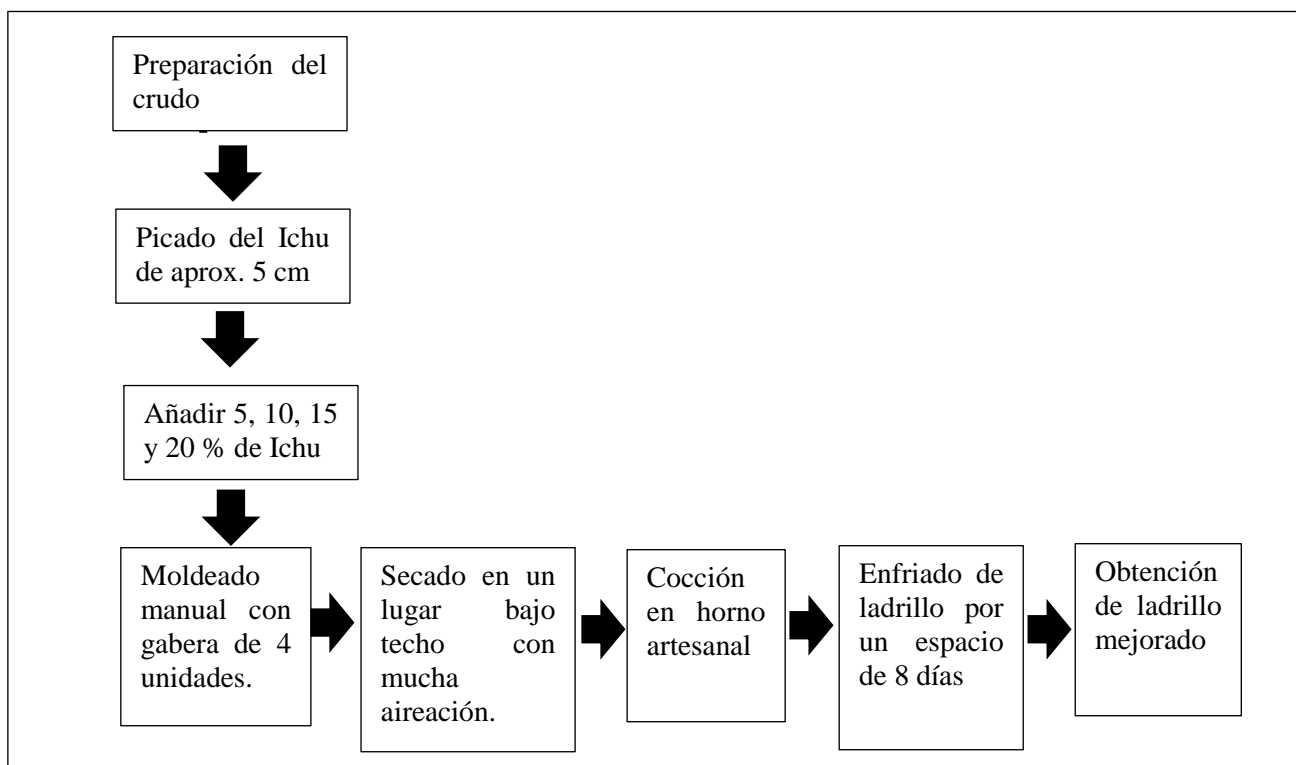 Preparación del
crudo
Picado del Ichu
de aprox. 5 cm
Añadir 5, 10, 15
y 20 % de Ichu
Moldeado
manual con
gabera de 4
unidades.
Secado en un
lugar bajo
techo con
mucha
aireación.
Cocción
en horno
artesanal
Enfriado de
ladrillo por
un espacio
de 8 días
Obtención
de ladrillo
mejorado